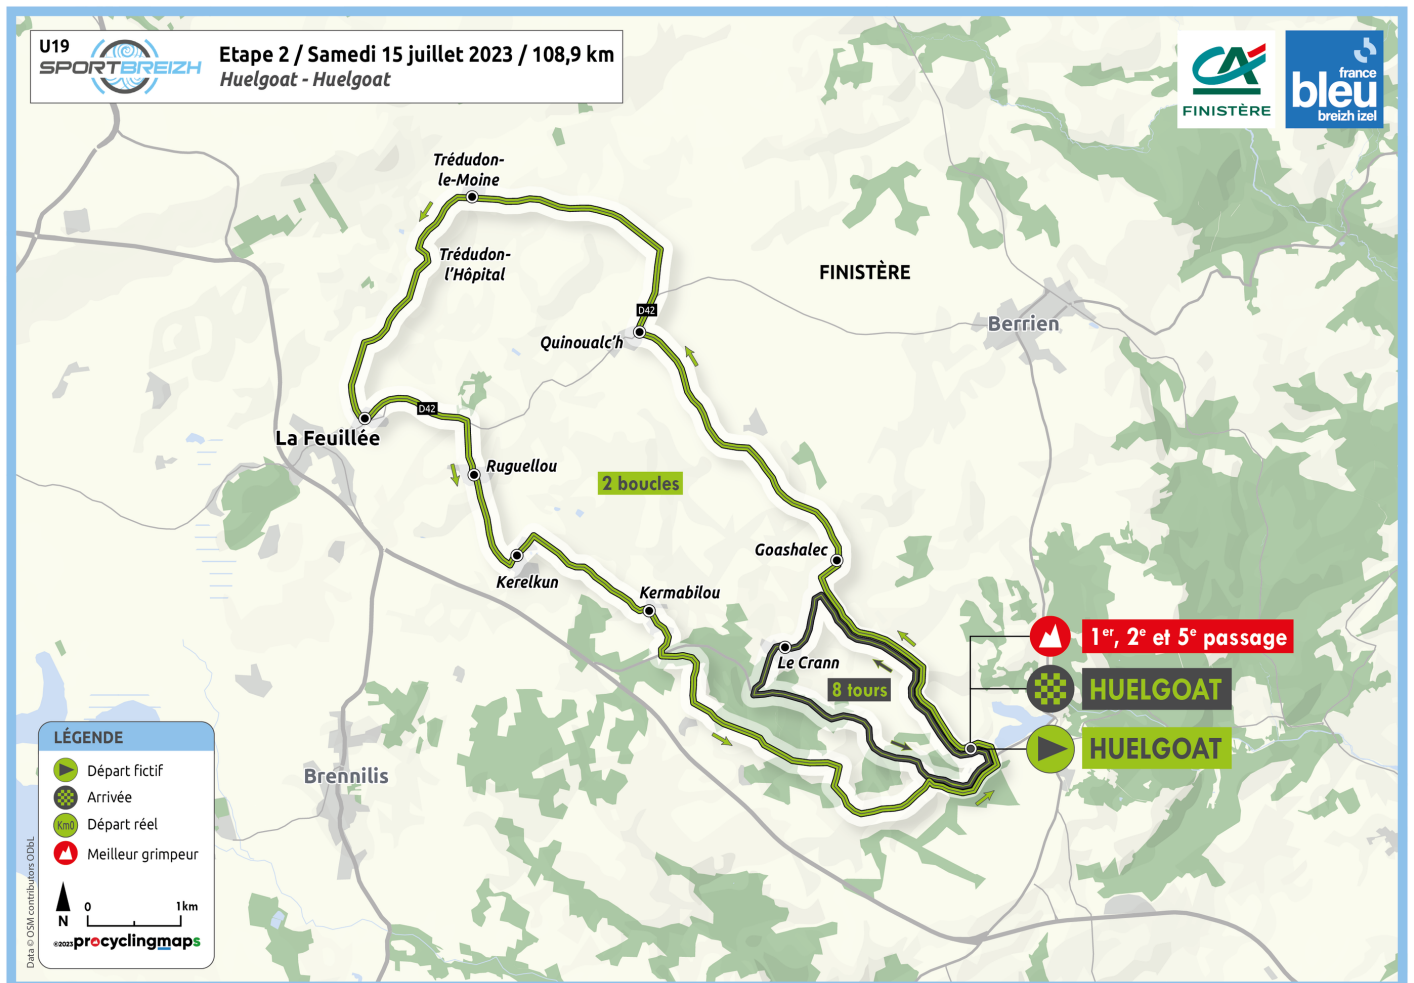 U19
SPORTBREIZH
Etape 2 / Samedi 15 juillet 2023 / 108,9 km
Huelgoat - Huelgoat
CA
FINISTÈRE
france
bleu
breizh izel
Trédudon-
le-Moine
Trédudon-
l'Hôpital
FINISTÈRE
D42
Berrien
Quinoualc'h
D42
La Feuillée
Ruguellou
2 boucles
Goashalec
Kerelkun
Kermabilou
1er, 2e et 5e passage
Le Crann
8 tours
HUELGOAT
HUELGOAT
Brennilis
LÉGENDE
Départ fictif
Arrivée
Km0
Départ réel
Meilleur grimpeur
N
0
1km
©2023 procyclingmaps
Data © OSM contributors ODbL